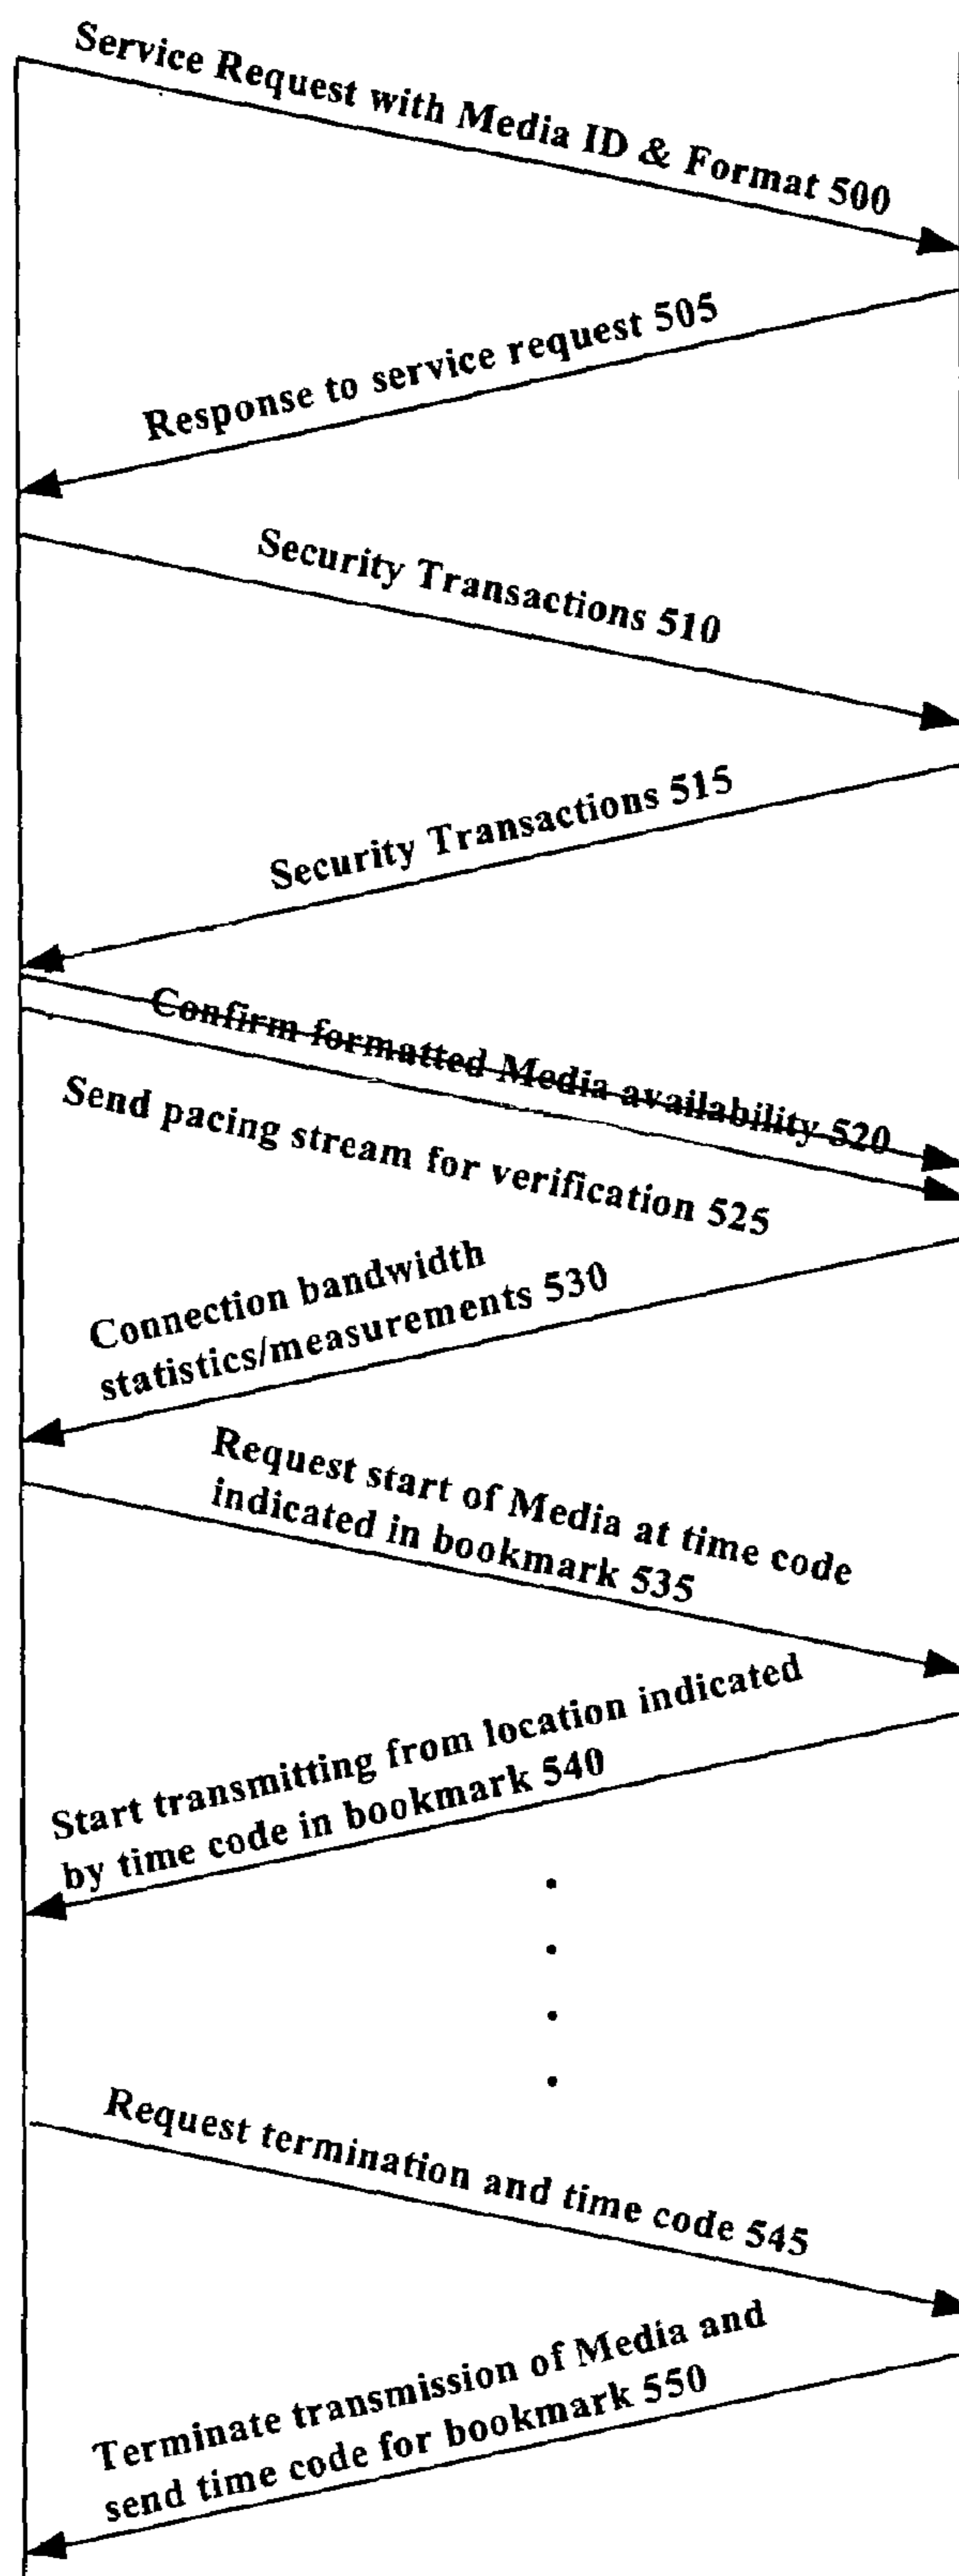 Service Request with Media ID & Format 500
Response to service request 505
Security Transactions 510
Security Transactions 515
Confirm formatted Media availability 520
Send pacing stream for verification 525
Connection bandwidth
statistics/measurements 530
Request start of Media at time code
indicated in bookmark 535
Start transmitting from location indicated
by time code in bookmark 540
Request termination and time code 545
Terminate transmission of Media and
send time code for bookmark 550